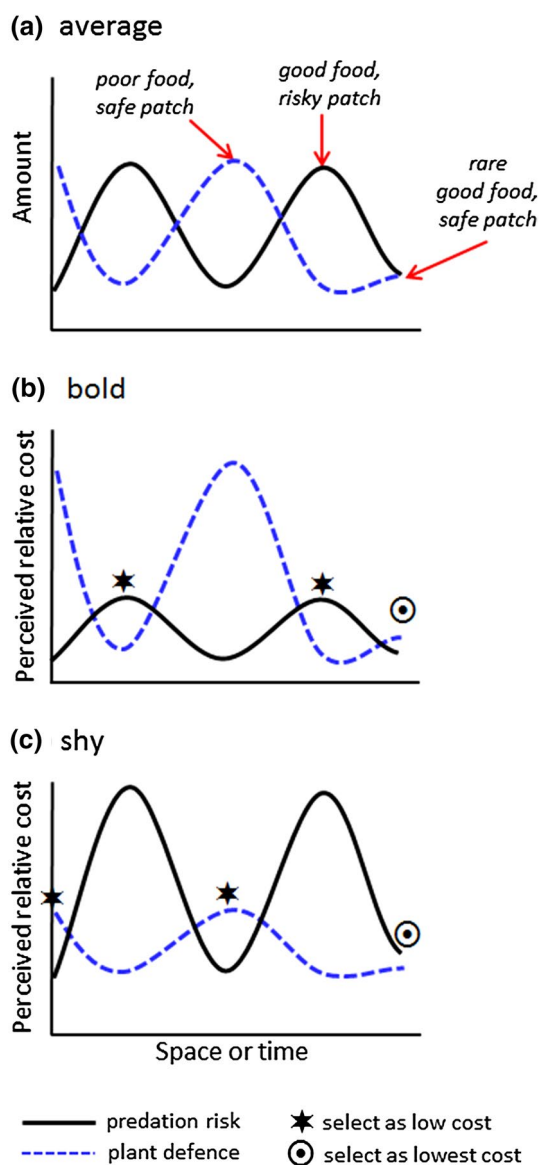 (a) average
poor food,
safe patch
good food,
risky patch
rare
good food,
safe patch
Amount
(b) bold
Perceived relative cost
(c) shy
Perceived relative cost
Space or time
predation risk
select as low cost
plant defence
select as lowest cost